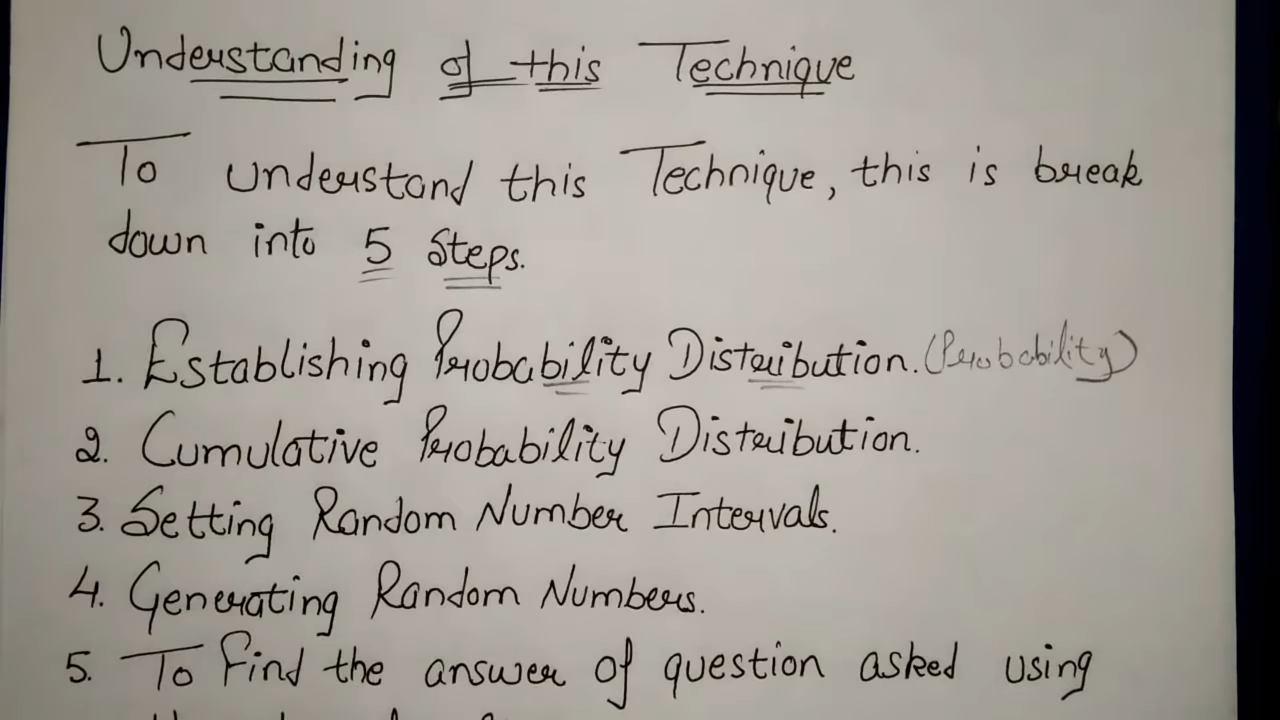 Understanding of this Technique
To understand this Technique, this is break
down into 5 Steps.
1. Establishing Probability Distribution. (Probability)
2. Cumulative Probability Distribution.
3. Setting Random Number Intervals.
4. Generating Random Numbers.
5. To Find the answer of question asked using